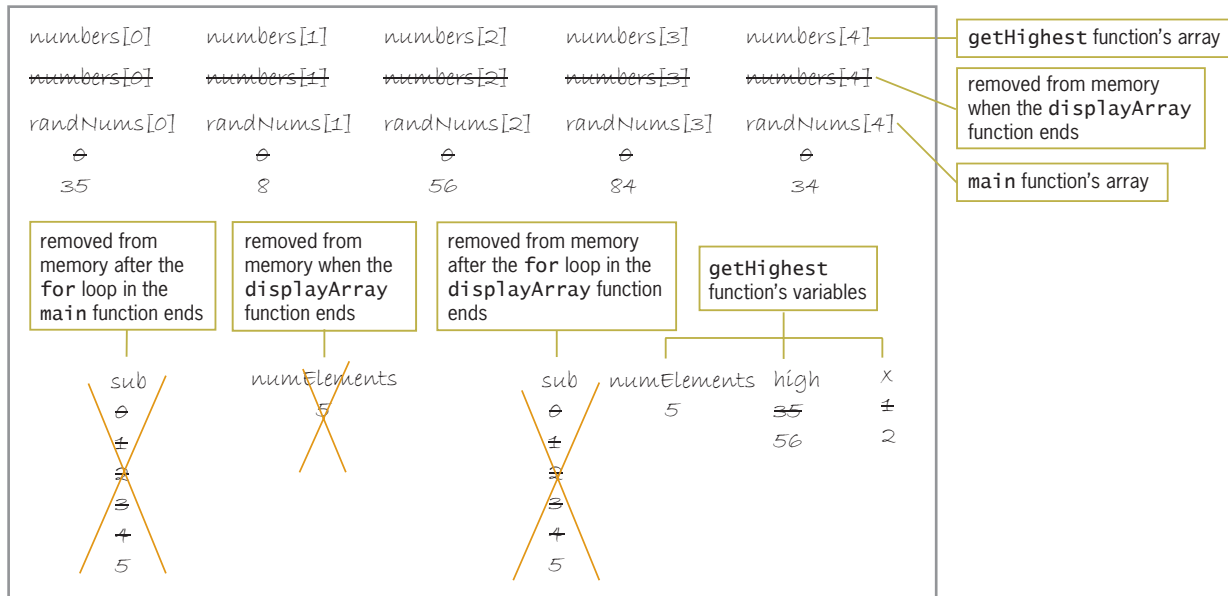 numbers[0] numbers[1] numbers[2] numbers[3] numbers[4]
getHighest function's array
numbers[0] numbers[1] numbers[2] numbers[3] numbers[4]
removed from memory
when the displayArray
function ends
randNums[0] randNums[1] randNums[2] randNums[3] randNums[4]
0 0 0 0 0
35 8 56 84 34
main function's array
removed from
memory after the
for loop in the
main function ends
removed from
memory when the
displayArray
function ends
removed from memory
after the for loop in the
displayArray function
ends
getHighest
function's variables
sub numElements sub numElements high x
0 5 0 5 35 1
1 1 56 2
2 2
3 3
4 4
5 5